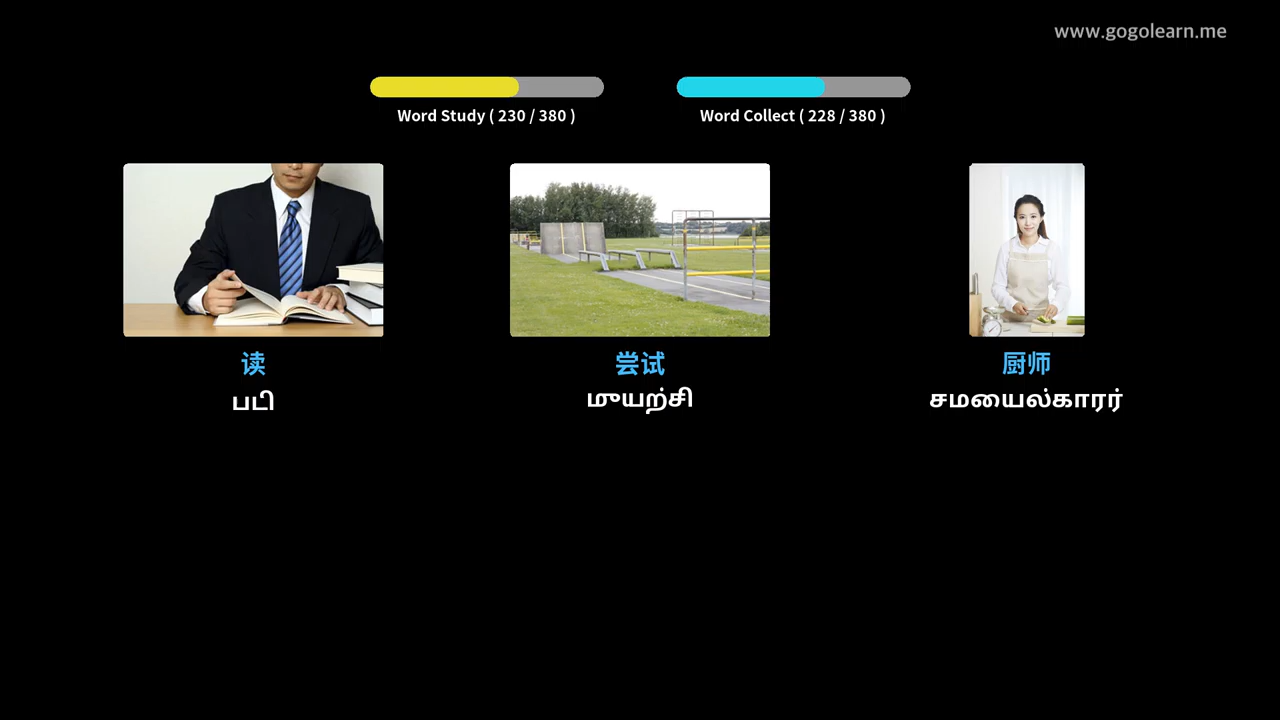 www.gogolearn.me
Word Study ( 230 / 380 )
Word Collect ( 228 / 380 )
读
படி
尝试
முயற்சி
厨师
சமையல்காரர்